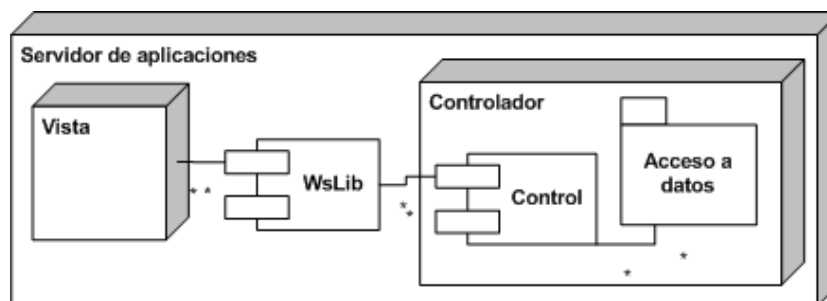 Servidor de aplicaciones
Vista
WsLib
* *
Controlador
Control
Acceso a
datos
*
*
*
*